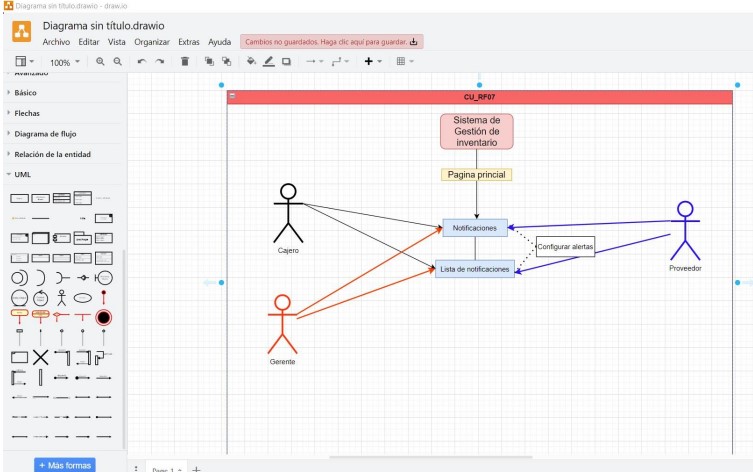 Diagrama sin título.drawio - draw.io
Diagrama sin título.drawio
Archivo Editar Vista Organizar Extras Ayuda
Cambios no guardados. Haga clic aquí para guardar.
100%
Avanzado
Básico
Flechas
Diagrama de flujo
Relación de la entidad
UML
+ Más formas
CU_RF07
Sistema de
Gestión de
inventario
Pagina princial
Notificaciones
Configurar alertas
Lista de notificaciones
Cajero
Proveedor
Gerente
Page-1